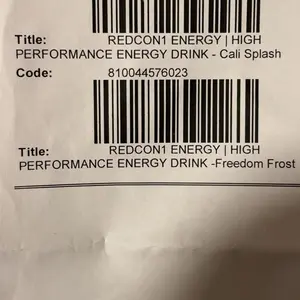 Title: REDCON1 ENERGY | HIGH
PERFORMANCE ENERGY DRINK - Cali Splash
Code: 810044576023
Title: REDCON1 ENERGY | HIGH
PERFORMANCE ENERGY DRINK -Freedom Frost